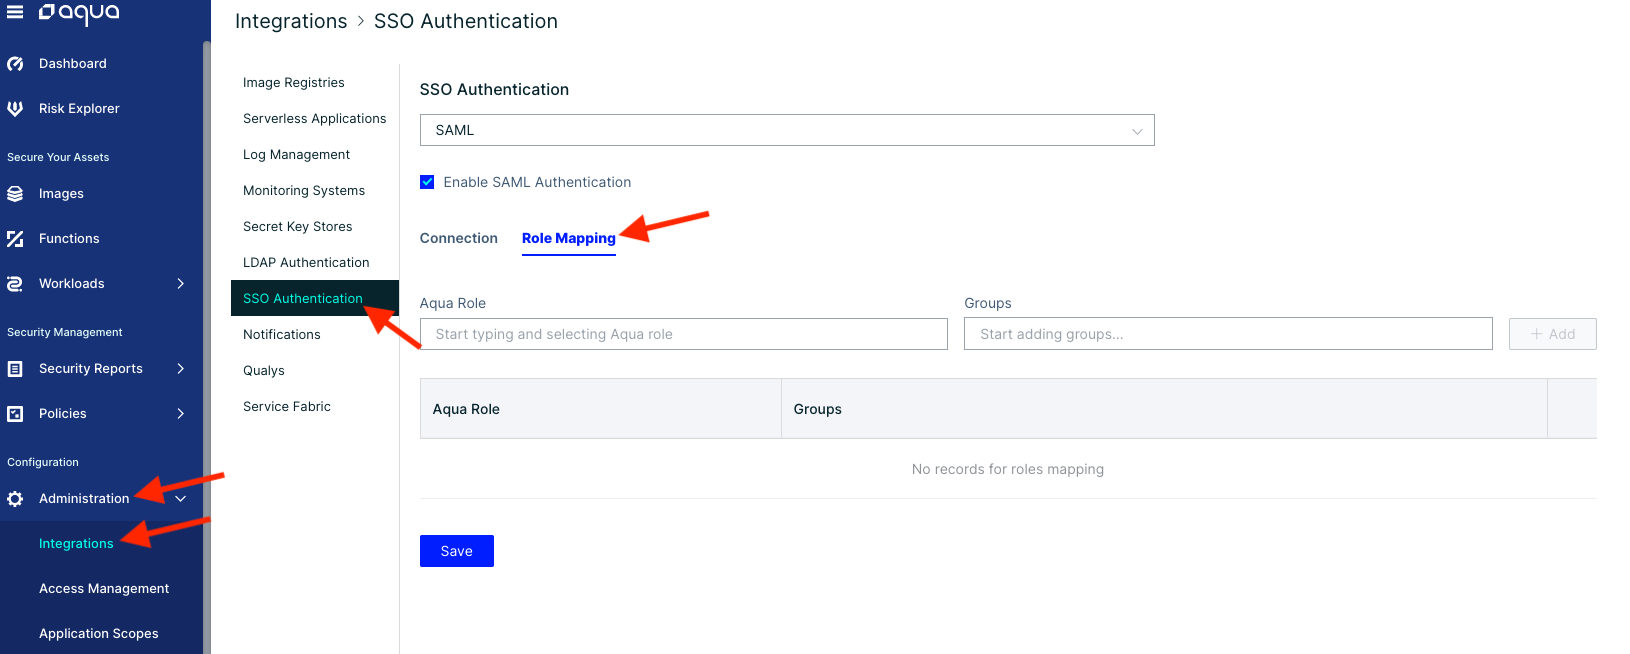 aqua
Dashboard
Risk Explorer
Secure Your Assets
Images
Functions
Workloads
Security Management
Security Reports
Policies
Configuration
Administration
Integrations
Access Management
Application Scopes
Integrations > SSO Authentication
Image Registries
Serverless Applications
Log Management
Monitoring Systems
Secret Key Stores
LDAP Authentication
SSO Authentication
Notifications
Qualys
Service Fabric
SSO Authentication
SAML
Enable SAML Authentication
Connection Role Mapping
Aqua Role Groups
Start typing and selecting Aqua role Start adding groups... + Add
Aqua Role Groups
No records for roles mapping
Save